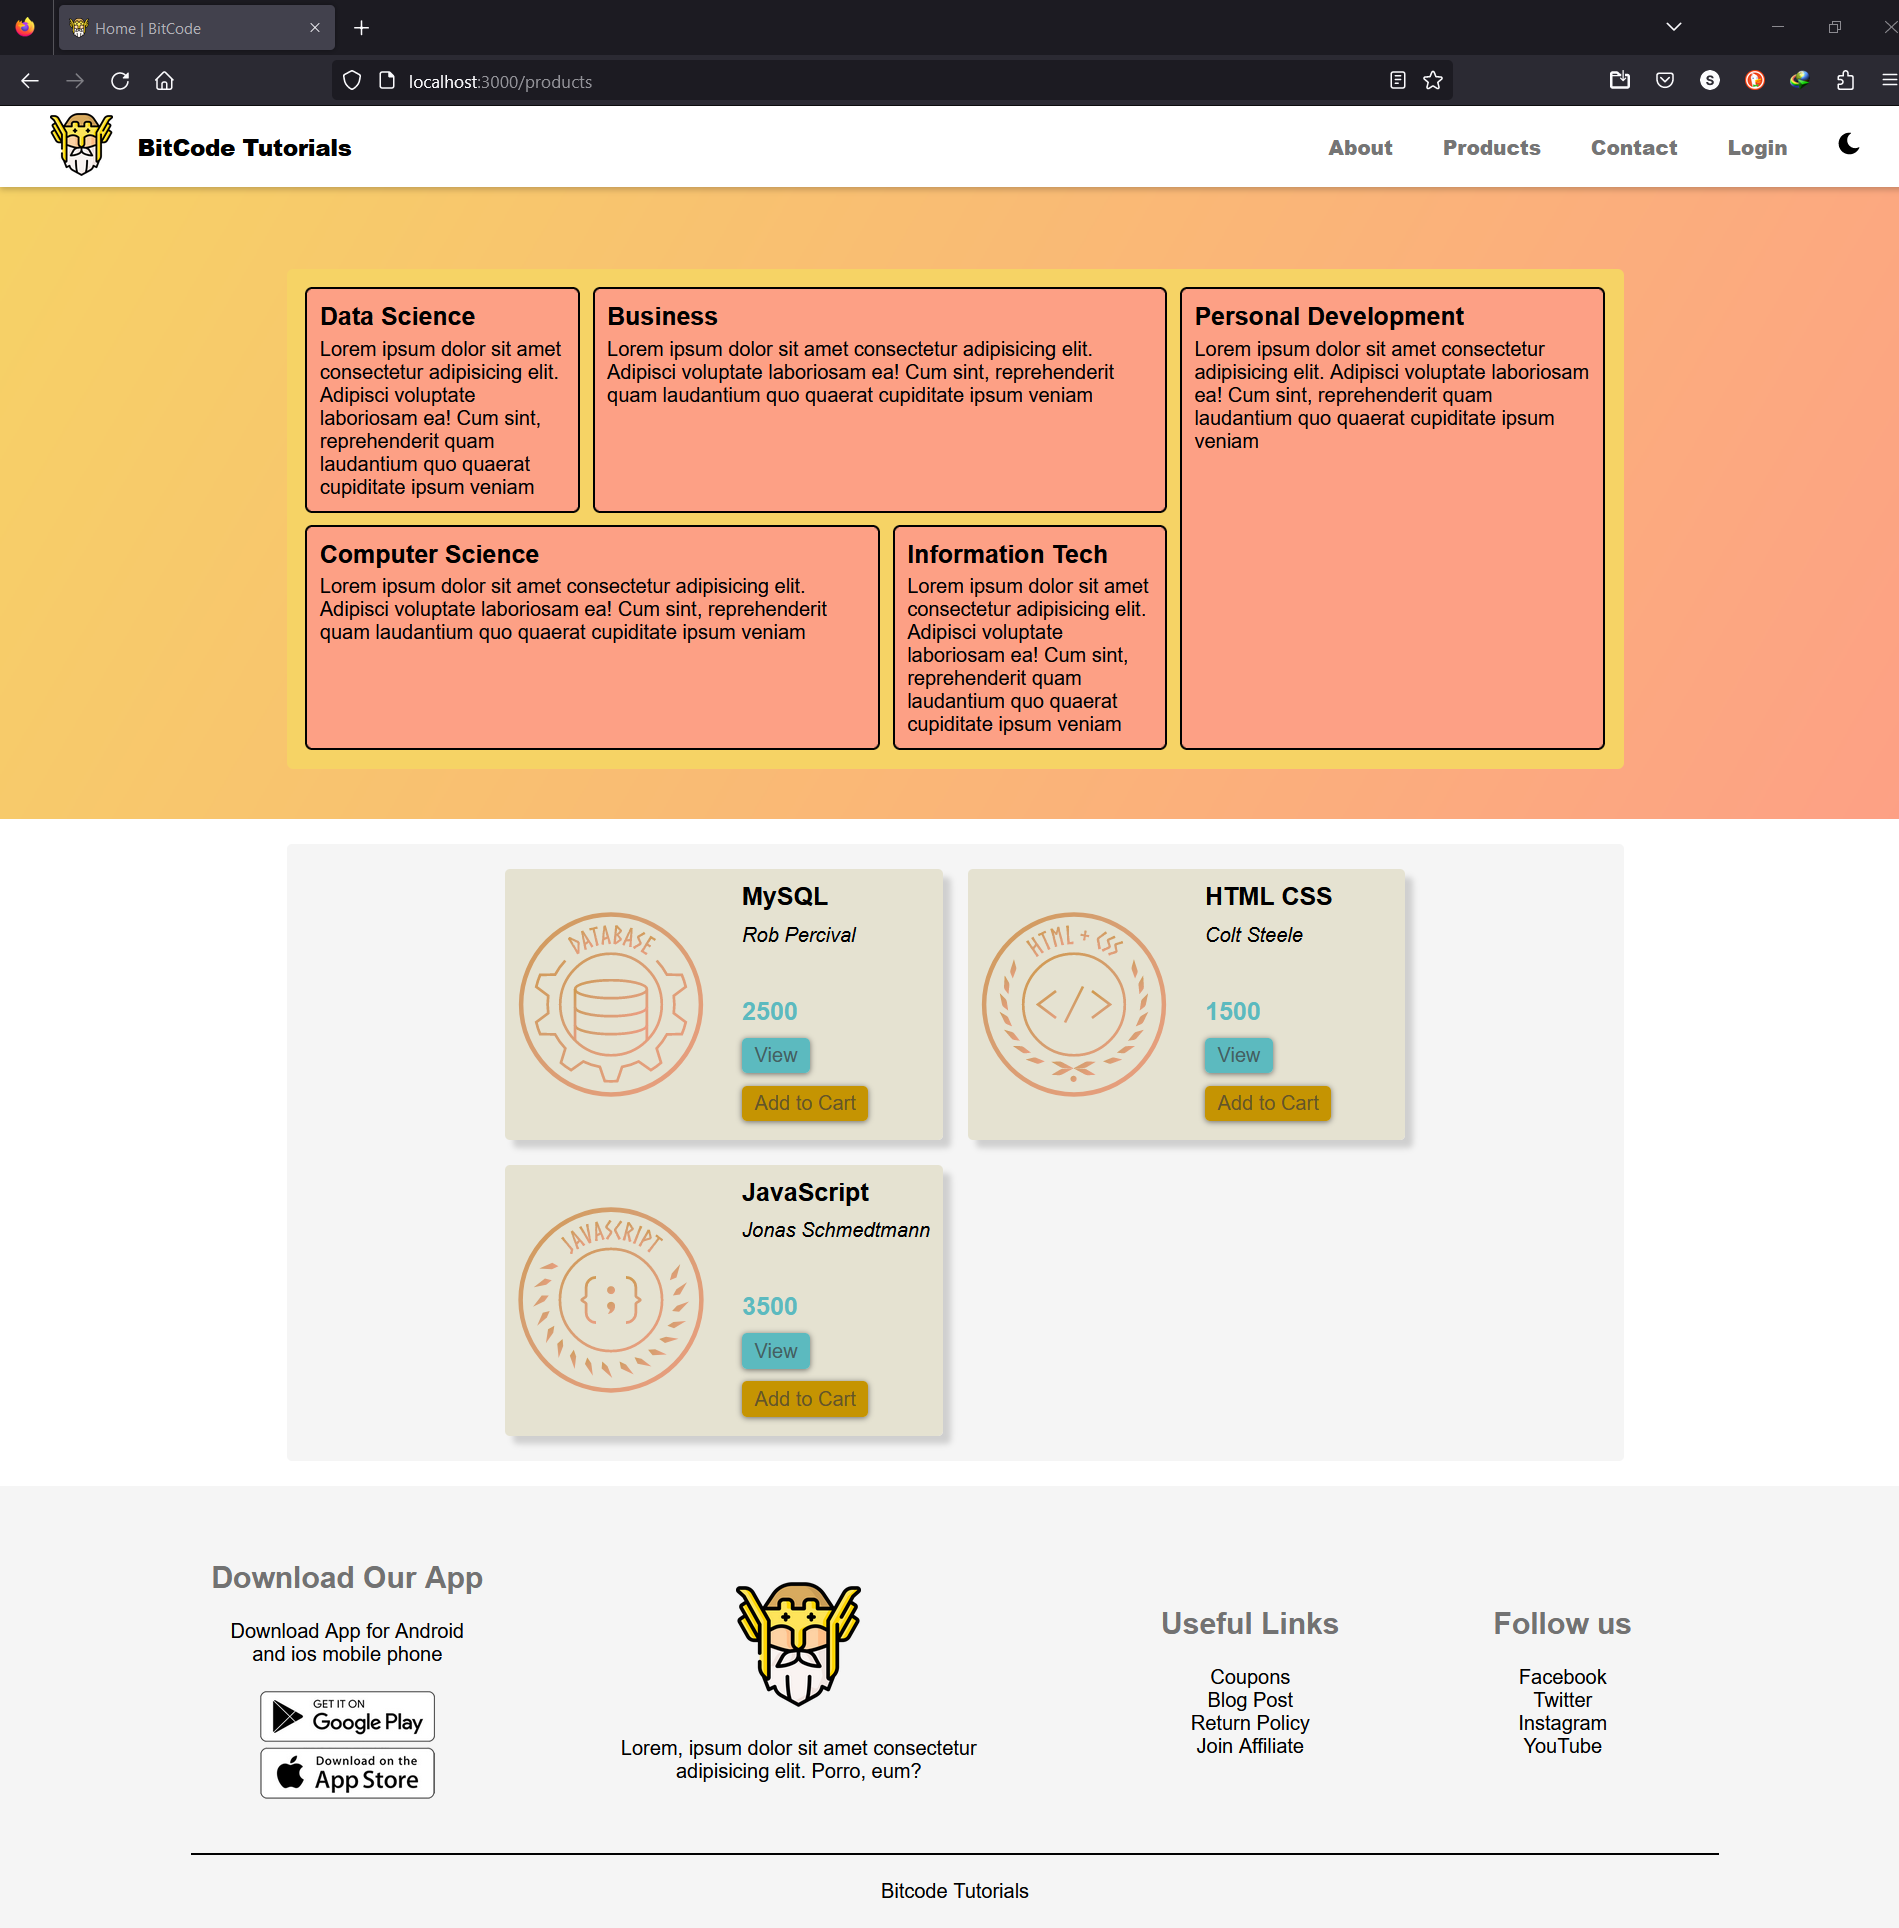 Home | BitCode
localhost:3000/products
S
BitCode Tutorials
About
Products
Contact
Login
Data Science
Lorem ipsum dolor sit amet
consectetur adipisicing elit.
Adipisci voluptate
laboriosam ea! Cum sint,
reprehenderit quam
laudantium quo quaerat
cupiditate ipsum veniam
Business
Lorem ipsum dolor sit amet consectetur adipisicing elit.
Adipisci voluptate laboriosam ea! Cum sint, reprehenderit
quam laudantium quo quaerat cupiditate ipsum veniam
Personal Development
Lorem ipsum dolor sit amet consectetur
adipisicing elit. Adipisci voluptate laboriosam
ea! Cum sint, reprehenderit quam
laudantium quo quaerat cupiditate ipsum
veniam
Computer Science
Lorem ipsum dolor sit amet consectetur adipisicing elit.
Adipisci voluptate laboriosam ea! Cum sint, reprehenderit
quam laudantium quo quaerat cupiditate ipsum veniam
Information Tech
Lorem ipsum dolor sit amet
consectetur adipisicing elit.
Adipisci voluptate
laboriosam ea! Cum sint,
reprehenderit quam
laudantium quo quaerat
cupiditate ipsum veniam
DATABASE
MySQL
Rob Percival
2500
View
Add to Cart
HTML + CSS
</>
HTML CSS
Colt Steele
1500
View
Add to Cart
JAVASCRIPT
{;}
JavaScript
Jonas Schmedtmann
3500
View
Add to Cart
Download Our App
Download App for Android
and ios mobile phone
GET IT ON
Google Play
Download on the
App Store
Lorem, ipsum dolor sit amet consectetur
adipisicing elit. Porro, eum?
Useful Links
Coupons
Blog Post
Return Policy
Join Affiliate
Follow us
Facebook
Twitter
Instagram
YouTube
Bitcode Tutorials